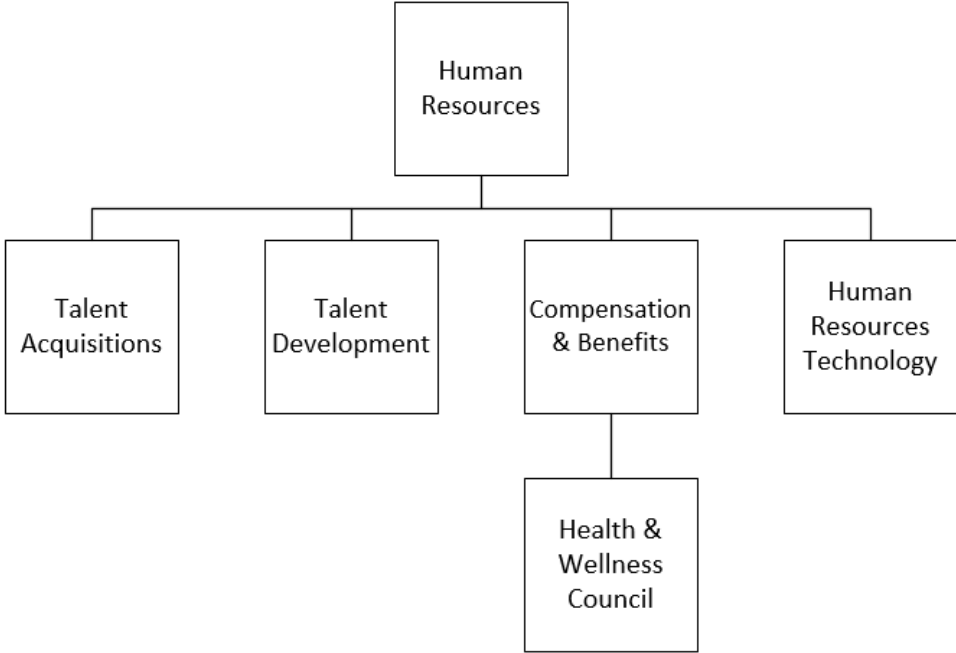 Human
Resources
Talent
Acquisitions
Talent
Development
Compensation
& Benefits
Human
Resources
Technology
Health &
Wellness
Council